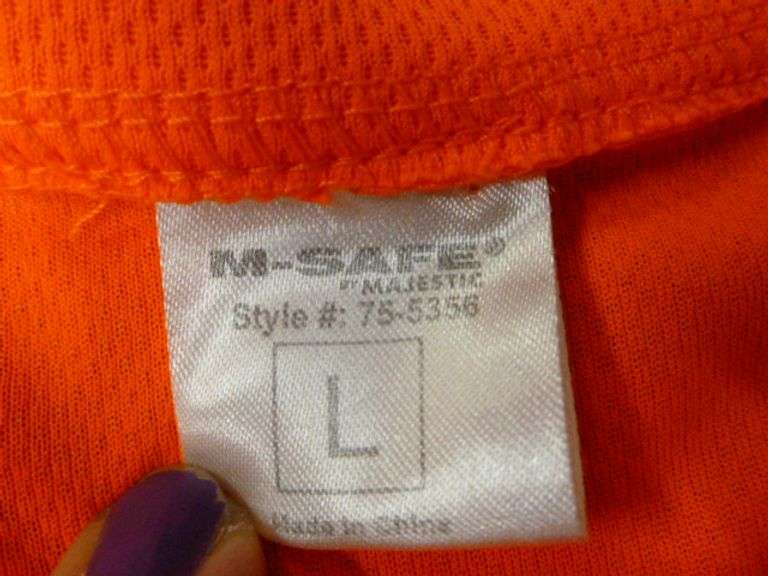 M-SAFE®
BY MAJESTIC
Style #: 75-5356
L
Made in China